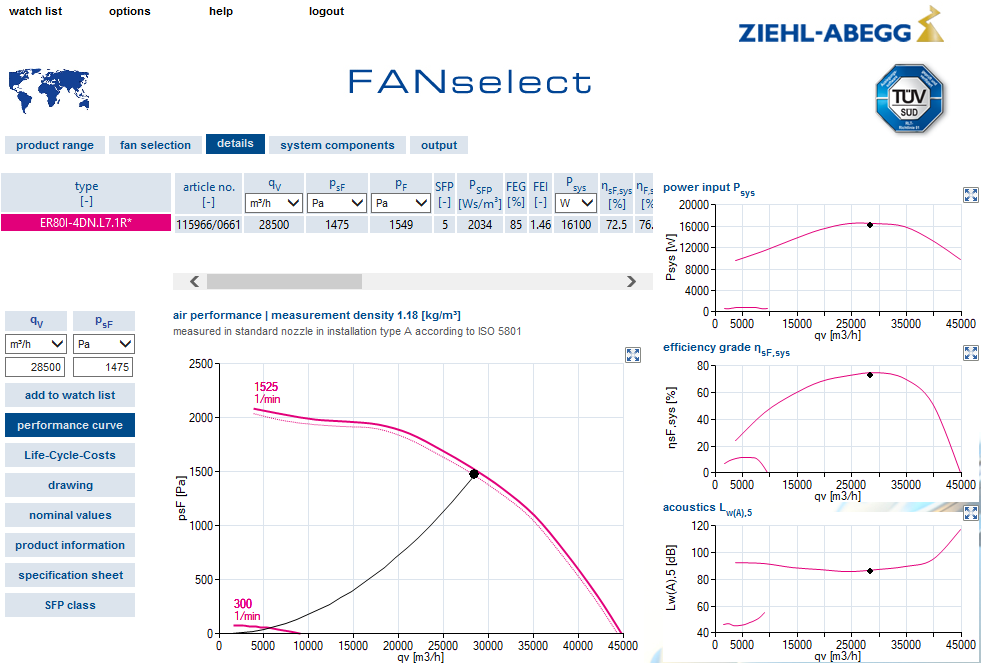 watch list options help logout
ZIEHL-ABEGG
FANselect
TÜV
SÜD
product range fan selection details system components output
type article no. qV psF pF SFP PSFP FEG FEI Psys ηsF,sys ηF,s
[-] [-] m³/h Pa Pa [-] [Ws/m³] [%] [-] W [%] [%
ER80I-4DN.L7.1R* 115966/0661 28500 1475 1549 5 2034 85 1.46 16100 72.5 76.
qV psF
m³/h Pa
28500 1475
add to watch list
performance curve
Life-Cycle-Costs
drawing
nominal values
product information
specification sheet
SFP class
air performance | measurement density 1.18 [kg/m³]
measured in standard nozzle in installation type A according to ISO 5801
2500
2000
1500
1000
500
0
psF [Pa]
1525
1/min
300
1/min
0 5000 10000 15000 20000 25000 30000 35000 40000 45000
qv [m3/h]
power input Psys
20000
16000
12000
8000
4000
0
Psys [W]
0 5000 15000 25000 35000 45000
qv [m3/h]
efficiency grade ηsF,sys
80
60
40
20
0
ηsF,sys [%]
0 5000 15000 25000 35000 45000
qv [m3/h]
acoustics Lw(A),5
120
100
80
60
40
Lw(A),5 [dB]
0 5000 15000 25000 35000 45000
qv [m3/h]